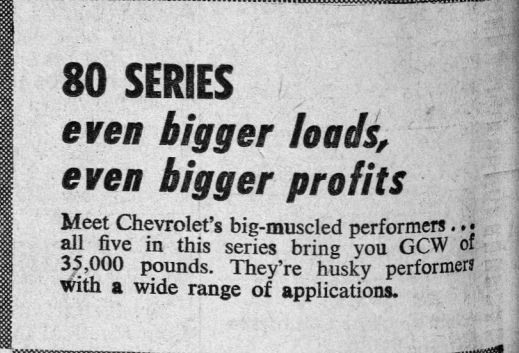 80 SERIES
even bigger loads,
even bigger profits
Meet Chevrolet's big-muscled performers...
all five in this series bring you GCW of
35,000 pounds. They're husky performers
with a wide range of applications.